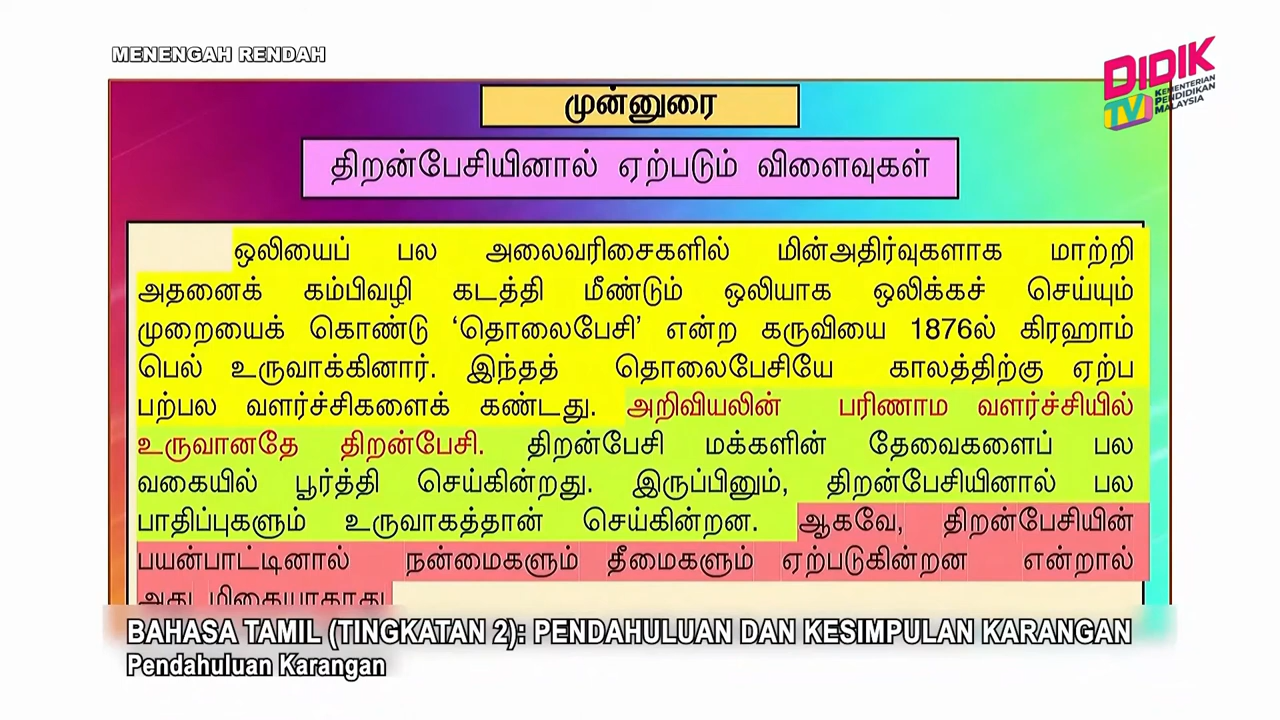 MENENGAH RENDAH
DIDIK
TV
KEMENTERIAN
PENDIDIKAN
MALAYSIA
முன்னுரை
திறன்பேசியினால் ஏற்படும் விளைவுகள்
ஒலியைப் பல அலைவரிசைகளில் மின்அதிர்வுகளாக மாற்றி
அதனைக் கம்பிவழி கடத்தி மீண்டும் ஒலியாக ஒலிக்கச் செய்யும்
முறையைக் கொண்டு ‘தொலைபேசி’ என்ற கருவியை 1876ல் கிரஹாம்
பெல் உருவாக்கினார். இந்தத் தொலைபேசியே காலத்திற்கு ஏற்ப
பற்பல வளர்ச்சிகளைக் கண்டது. அறிவியலின் பரிணாம வளர்ச்சியில்
உருவானதே திறன்பேசி. திறன்பேசி மக்களின் தேவைகளைப் பல
வகையில் பூர்த்தி செய்கின்றது. இருப்பினும், திறன்பேசியினால் பல
பாதிப்புகளும் உருவாகத்தான் செய்கின்றன. ஆகவே, திறன்பேசியின்
பயன்பாட்டினால் நன்மைகளும் தீமைகளும் ஏற்படுகின்றன என்றால்
அது மிகையாகாது
BAHASA TAMIL (TINGKATAN 2): PENDAHULUAN DAN KESIMPULAN KARANGAN
Pendahuluan Karangan